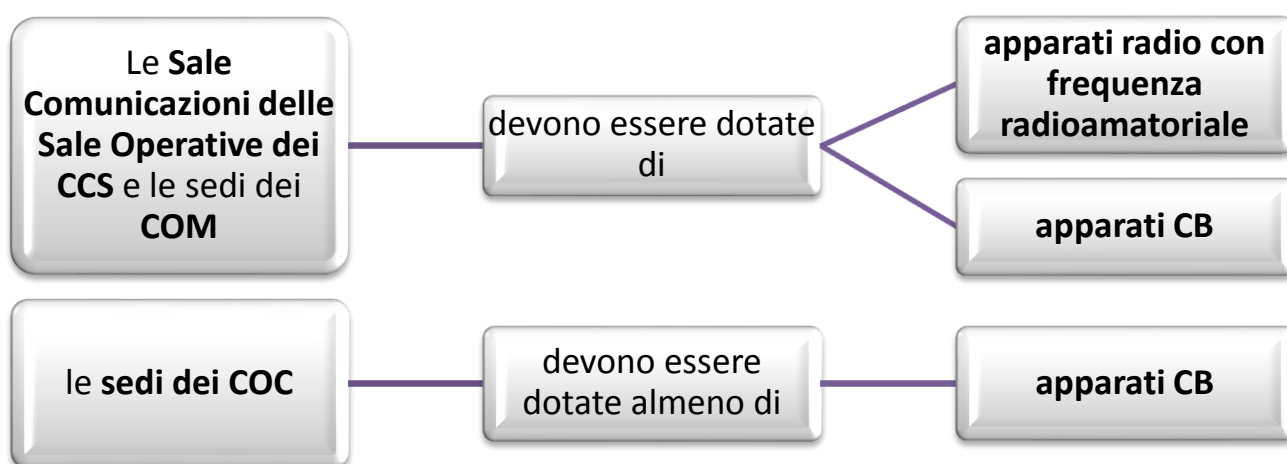 Le Sale
Comunicazioni delle
Sale Operative dei
CCS e le sedi dei
COM
devono essere dotate
di
apparati radio con
frequenza
radioamatoriale
apparati CB
le sedi dei COC
devono essere
dotate almeno di
apparati CB